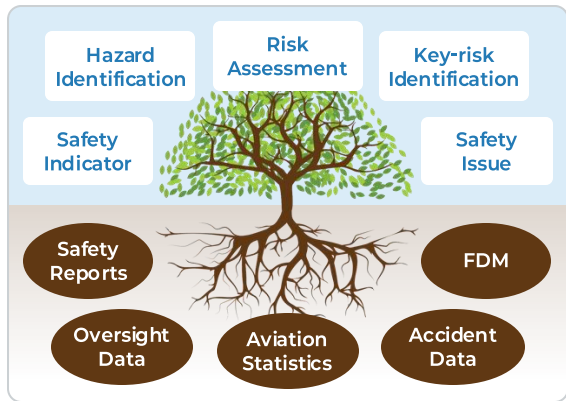 Hazard
Identification
Risk
Assessment
Key-risk
Identification
Safety
Indicator
Safety
Issue
Safety
Reports
FDM
Oversight
Data
Aviation
Statistics
Accident
Data